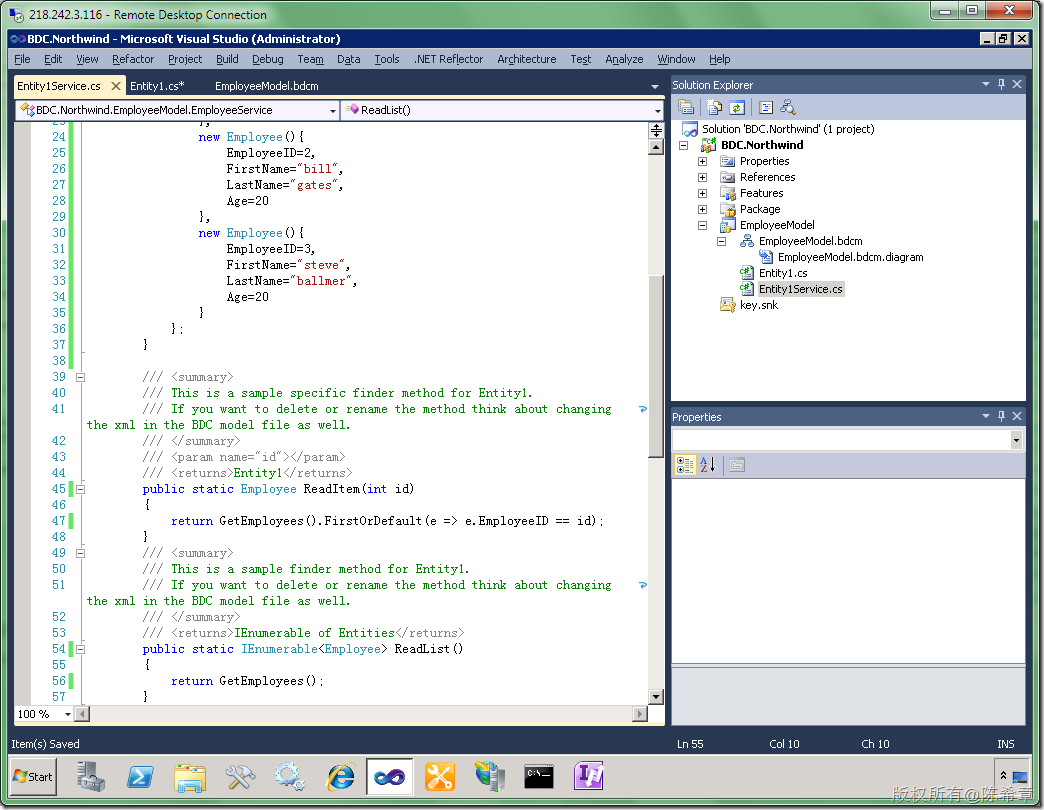 218.242.3.116 - Remote Desktop Connection
BDC.Northwind - Microsoft Visual Studio (Administrator)
File Edit View Refactor Project Build Debug Team Data Tools .NET Reflector Architecture Test Analyze Window Help
Entity1Service.cs Entity1.cs* EmployeeModel.bdcm
BDC.Northwind.EmployeeModel.EmployeeService ReadList()
23 },
24 new Employee(){
25 EmployeeID=2,
26 FirstName="bill",
27 LastName="gates",
28 Age=20
29 },
30 new Employee(){
31 EmployeeID=3,
32 FirstName="steve",
33 LastName="ballmer",
34 Age=20
35 }
36 };
37 }
38
39 /// <summary>
40 /// This is a sample specific finder method for Entity1.
41 /// If you want to delete or rename the method think about changing
the xml in the BDC model file as well.
42 /// </summary>
43 /// <param name="id"></param>
44 /// <returns>Entity1</returns>
45 public static Employee ReadItem(int id)
46 {
47 return GetEmployees().FirstOrDefault(e => e.EmployeeID == id);
48 }
49 /// <summary>
50 /// This is a sample finder method for Entity1.
51 /// If you want to delete or rename the method think about changing
the xml in the BDC model file as well.
52 /// </summary>
53 /// <returns>IEnumerable of Entities</returns>
54 public static IEnumerable<Employee> ReadList()
55 {
56 return GetEmployees();
57 }
100 %
Solution Explorer
Solution 'BDC.Northwind' (1 project)
BDC.Northwind
Properties
References
Features
Package
EmployeeModel
EmployeeModel.bdcm
EmployeeModel.bdcm.diagram
Entity1.cs
Entity1Service.cs
key.snk
Properties
Item(s) Saved Ln 55 Col 10 Ch 10 INS
Start
版权所有@陈希章